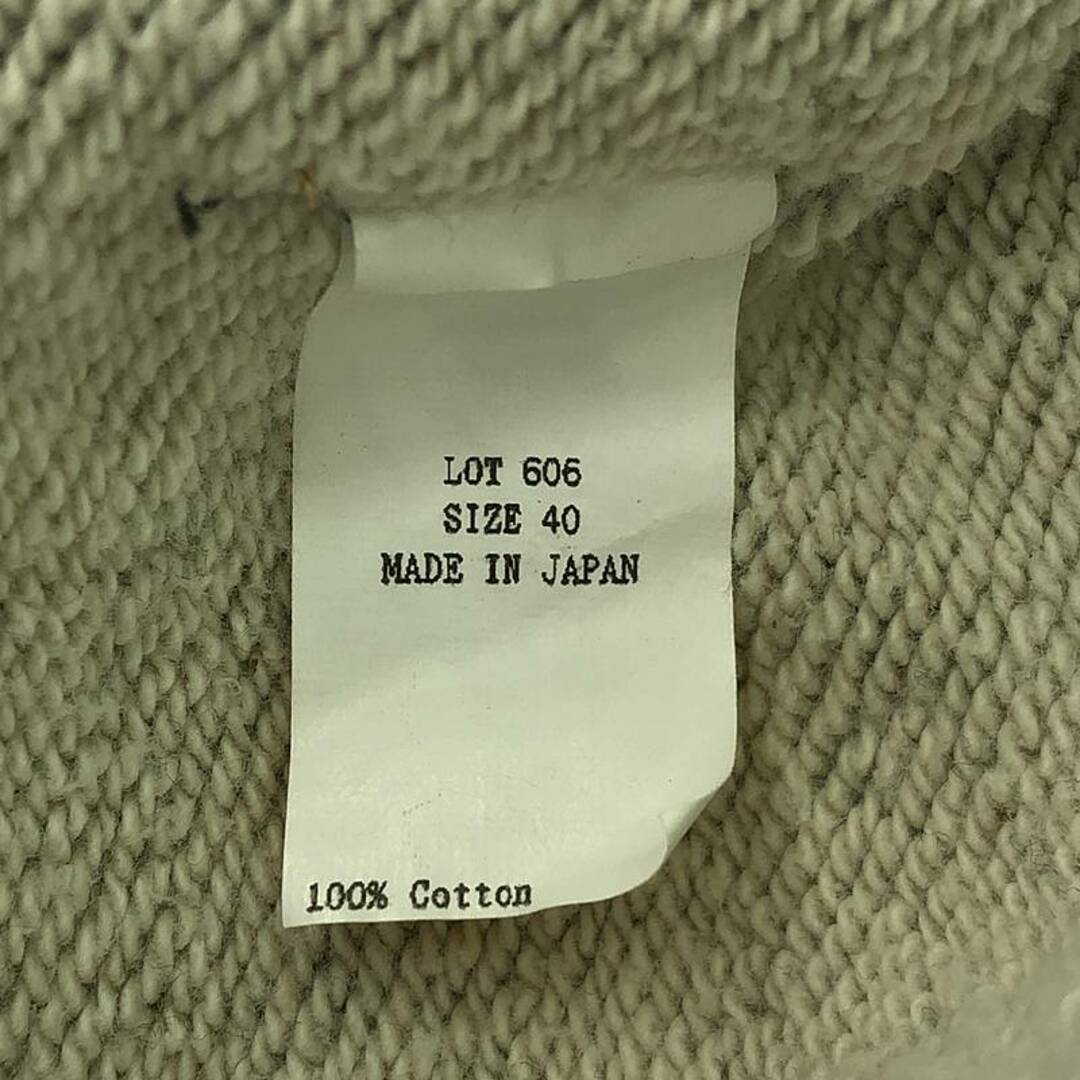 LOT 606
SIZE 40
MADE IN JAPAN
100% Cotton